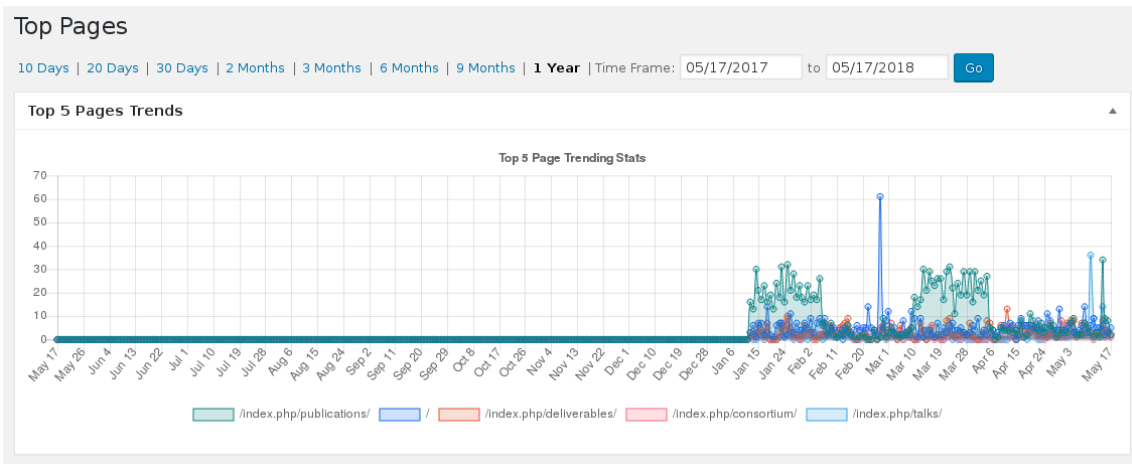 Top Pages
10 Days | 20 Days | 30 Days | 2 Months | 3 Months | 6 Months | 9 Months | 1 Year | Time Frame: 05/17/2017 to 05/17/2018 Go
Top 5 Pages Trends
Top 5 Page Trending Stats
70
60
50
40
30
20
10
0
May 17 May 26 Jun 4 Jun 13 Jun 22 Jul 1 Jul 10 Jul 19 Jul 28 Aug 6 Aug 15 Aug 24 Sep 2 Sep 11 Sep 20 Sep 29 Oct 8 Oct 17 Oct 26 Nov 4 Nov 13 Nov 22 Dec 1 Dec 10 Dec 19 Dec 28 Jan 6 Jan 15 Jan 24 Feb 2 Feb 11 Feb 20 Mar 1 Mar 10 Mar 19 Mar 28 Apr 6 Apr 15 Apr 24 May 3 May 17
/index.php/publications/ / /index.php/deliverables/ /index.php/consortium/ /index.php/talks/